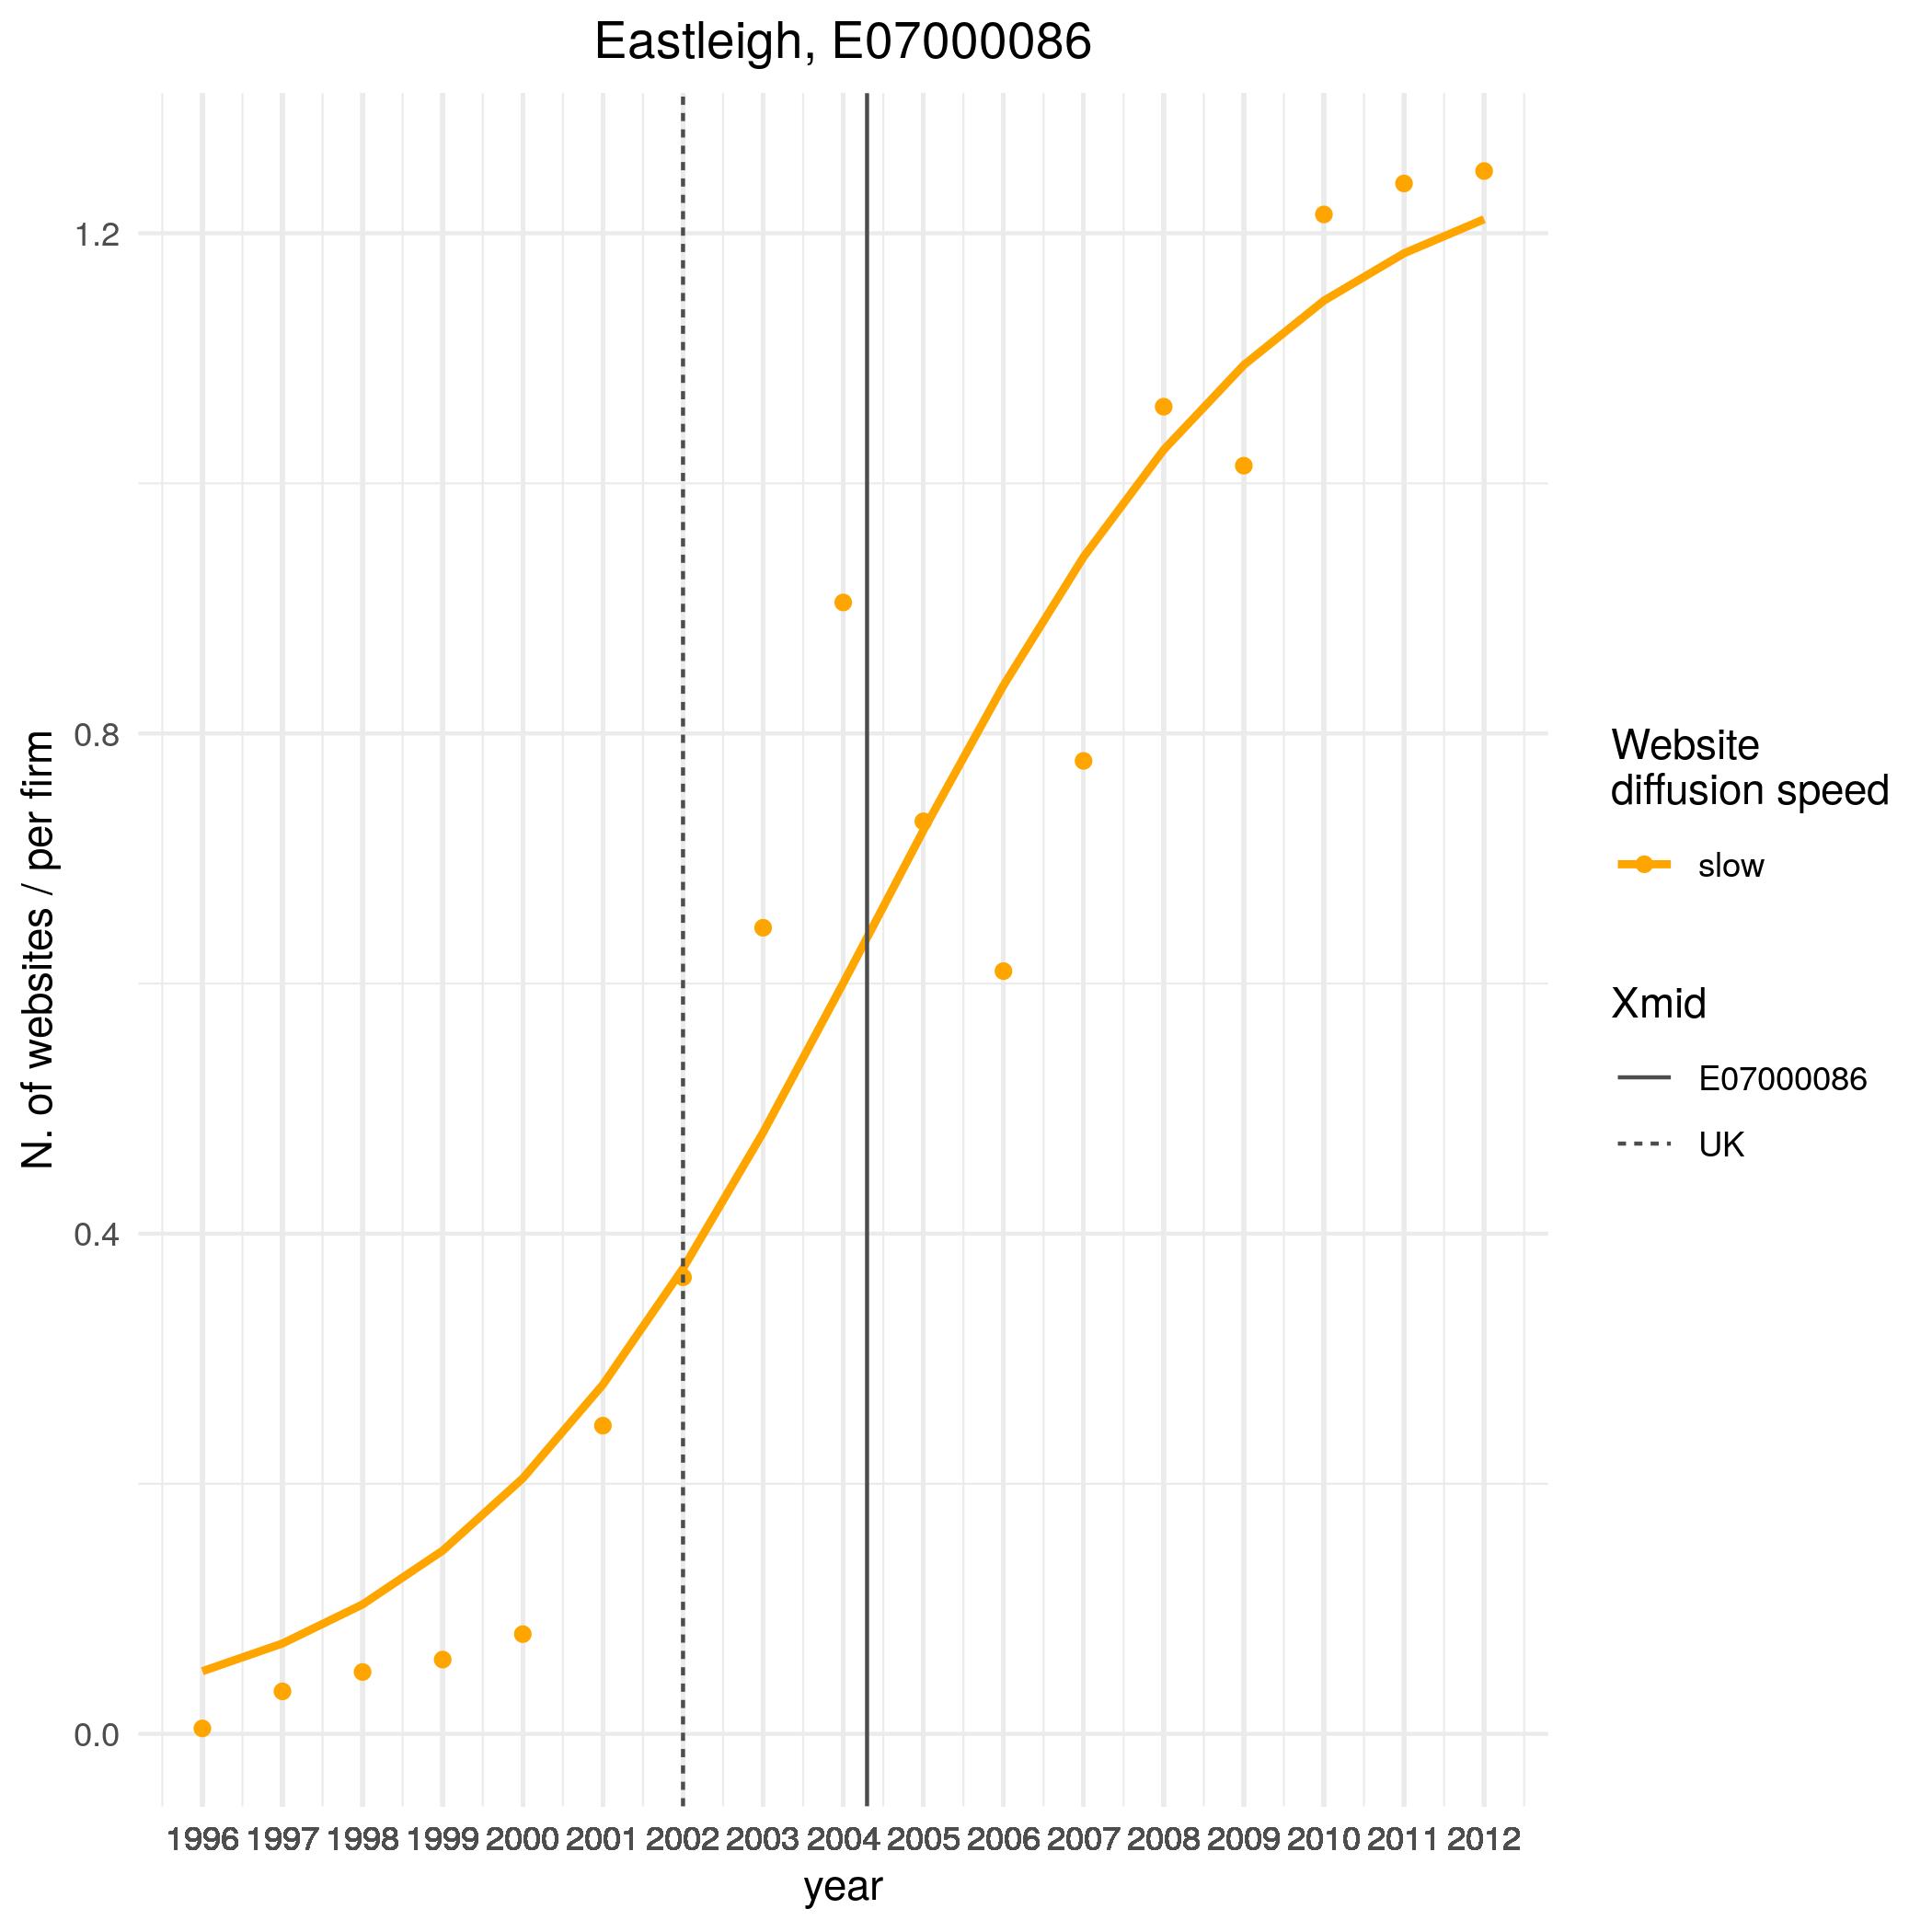 Eastleigh, E07000086
N. of websites / per firm
1.2
0.8
0.4
0.0
1996 1997 1998 1999 2000 2001 2002 2003 2004 2005 2006 2007 2008 2009 2010 2011 2012
year
Website
diffusion speed
slow
Xmid
E07000086
UK